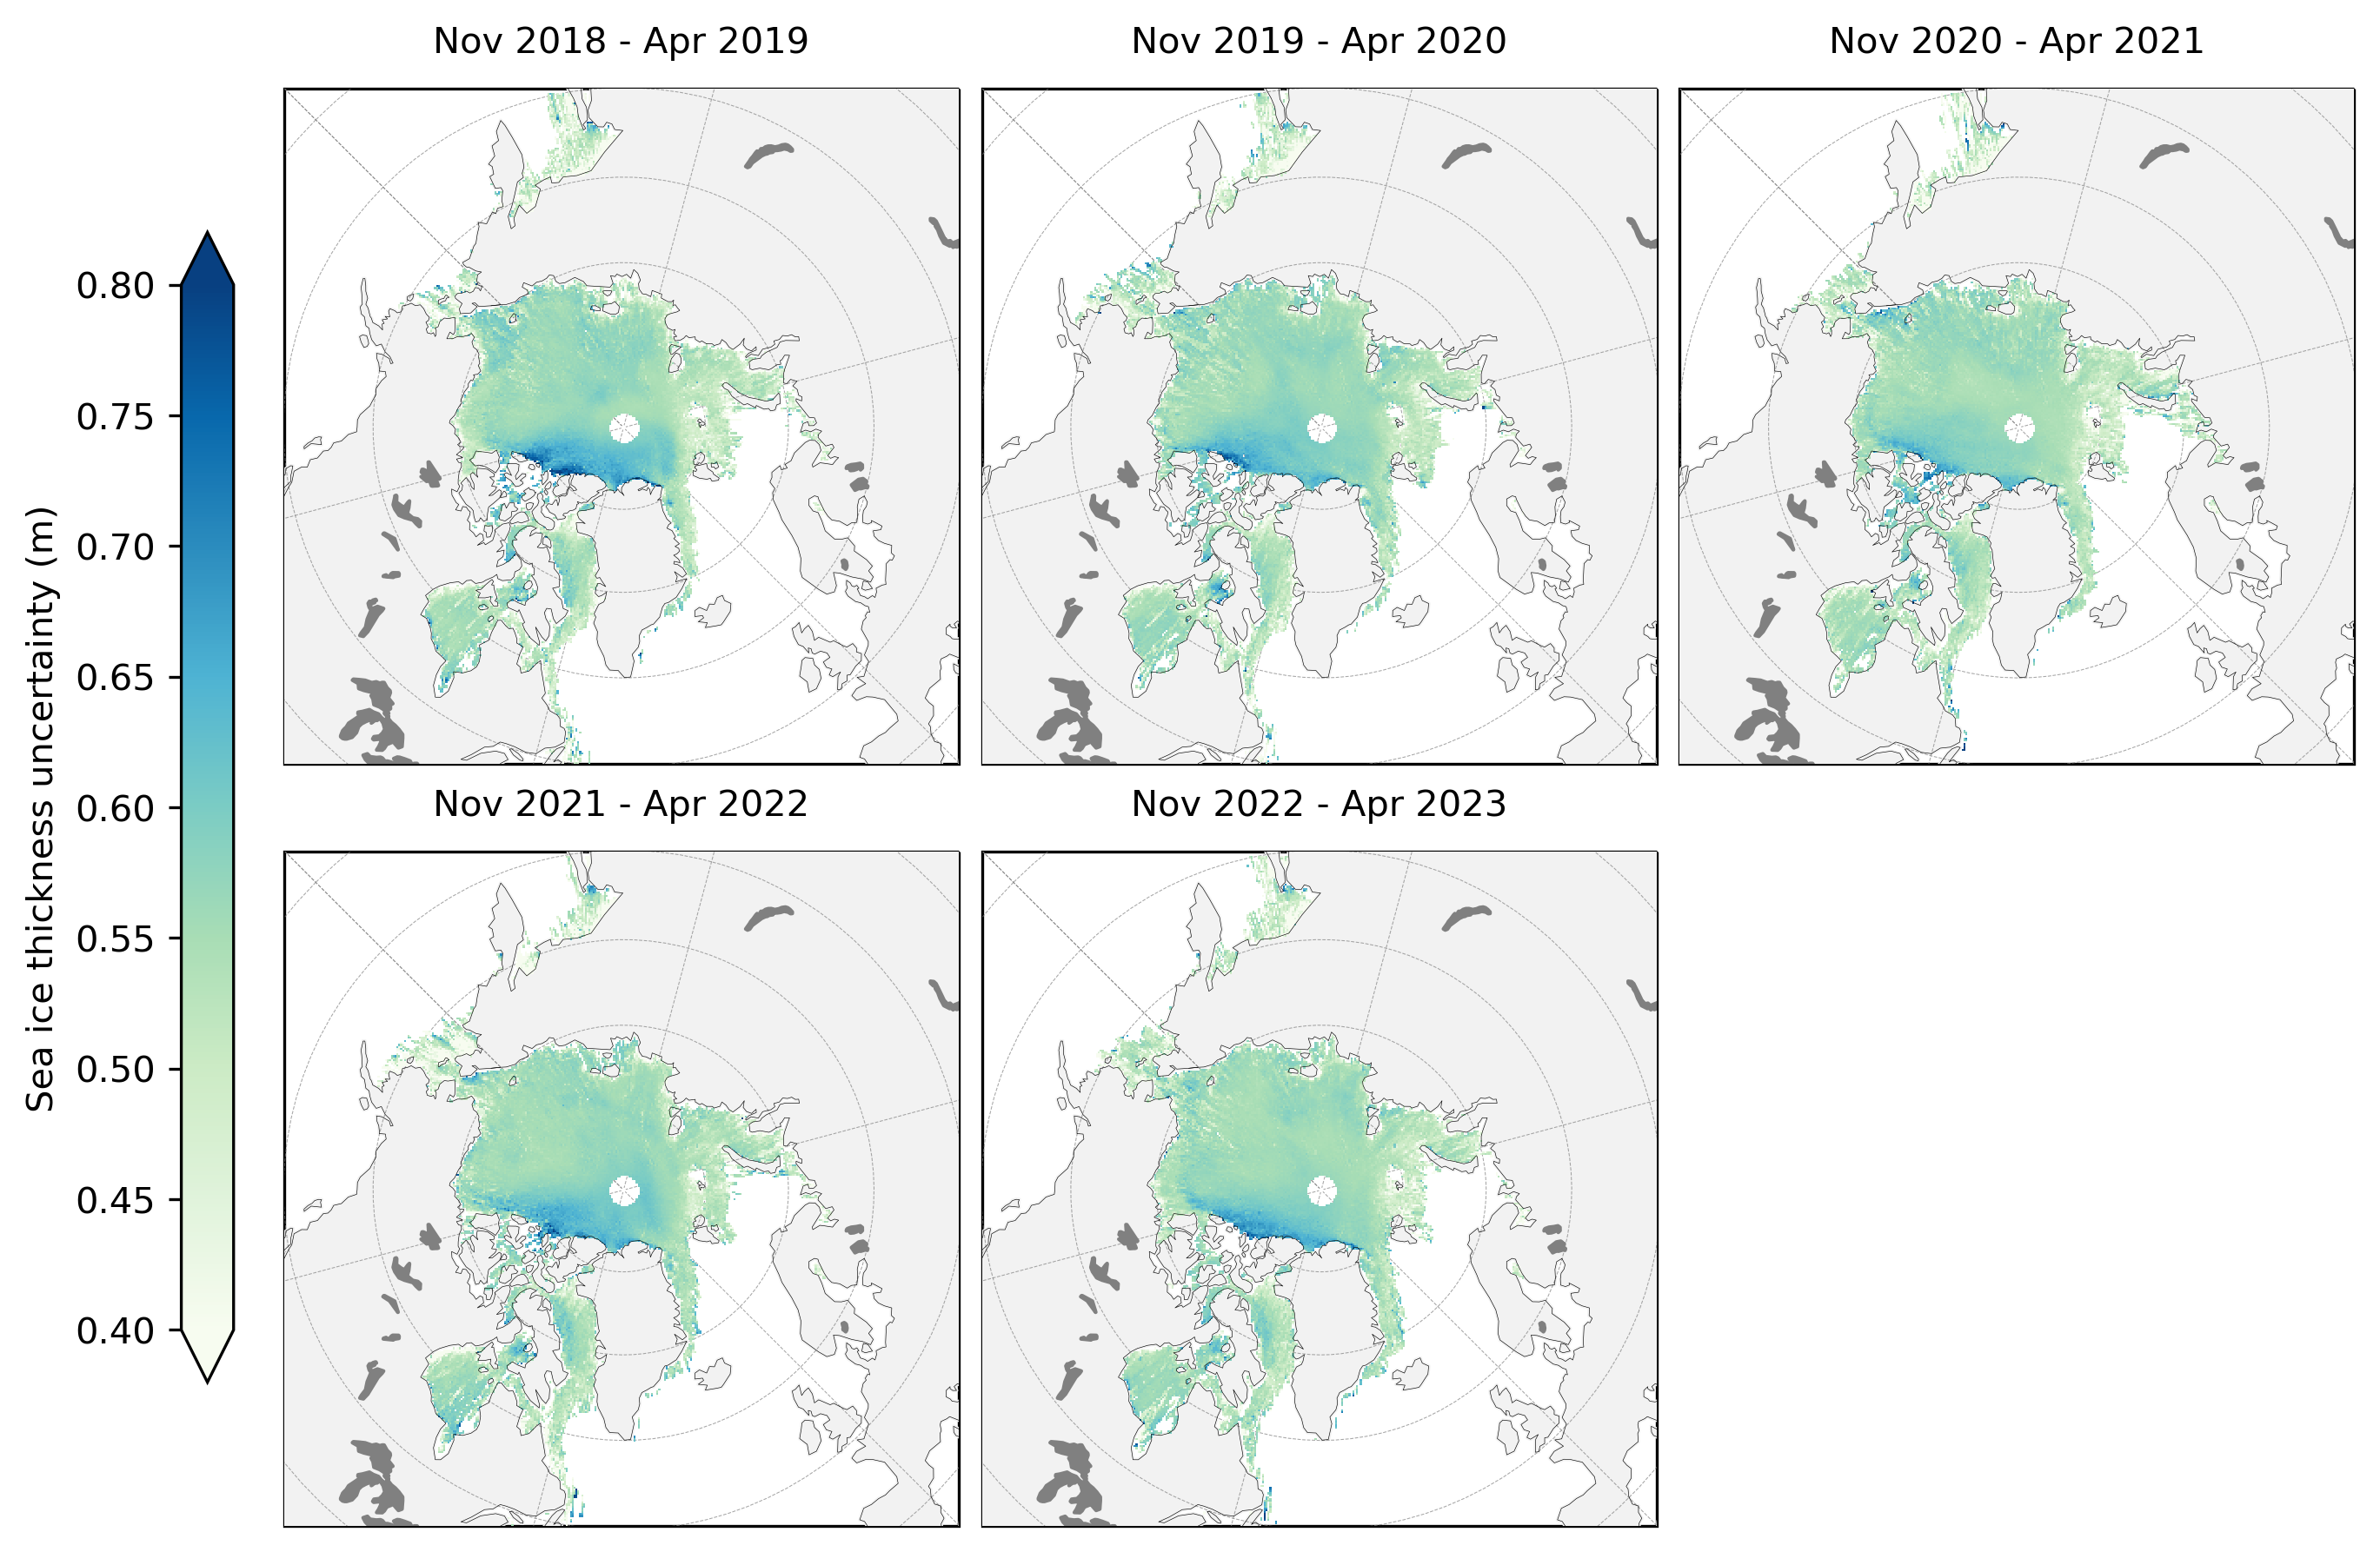 Nov 2018 - Apr 2019
Nov 2019 - Apr 2020
Nov 2020 - Apr 2021
Sea ice thickness uncertainty (m)
0.80
0.75
0.70
0.65
0.60
0.55
0.50
0.45
0.40
Nov 2021 - Apr 2022
Nov 2022 - Apr 2023